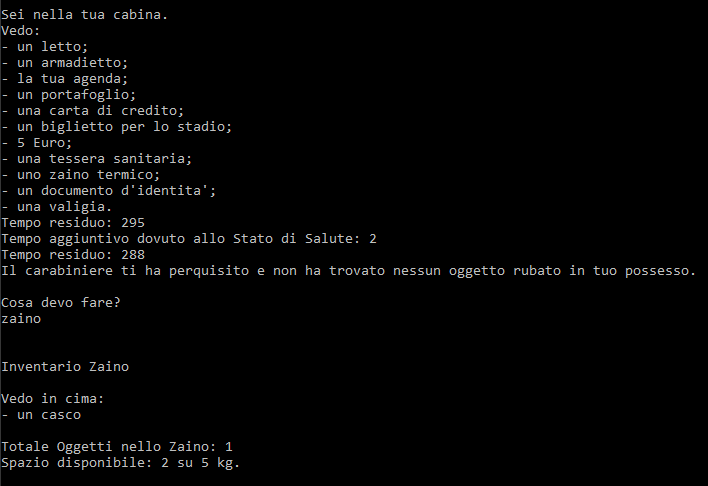 Sei nella tua cabina.
Vedo:
- un letto;
- un armadietto;
- la tua agenda;
- un portafoglio;
- una carta di credito;
- un biglietto per lo stadio;
- 5 Euro;
- una tessera sanitaria;
- uno zaino termico;
- un documento d'identita';
- una valigia.
Tempo residuo: 295
Tempo aggiuntivo dovuto allo Stato di Salute: 2
Tempo residuo: 288
Il carabiniere ti ha perquisito e non ha trovato nessun oggetto rubato in tuo possesso.
Cosa devo fare?
zaino
Inventario Zaino
Vedo in cima:
- un casco
Totale Oggetti nello Zaino: 1
Spazio disponibile: 2 su 5 kg.